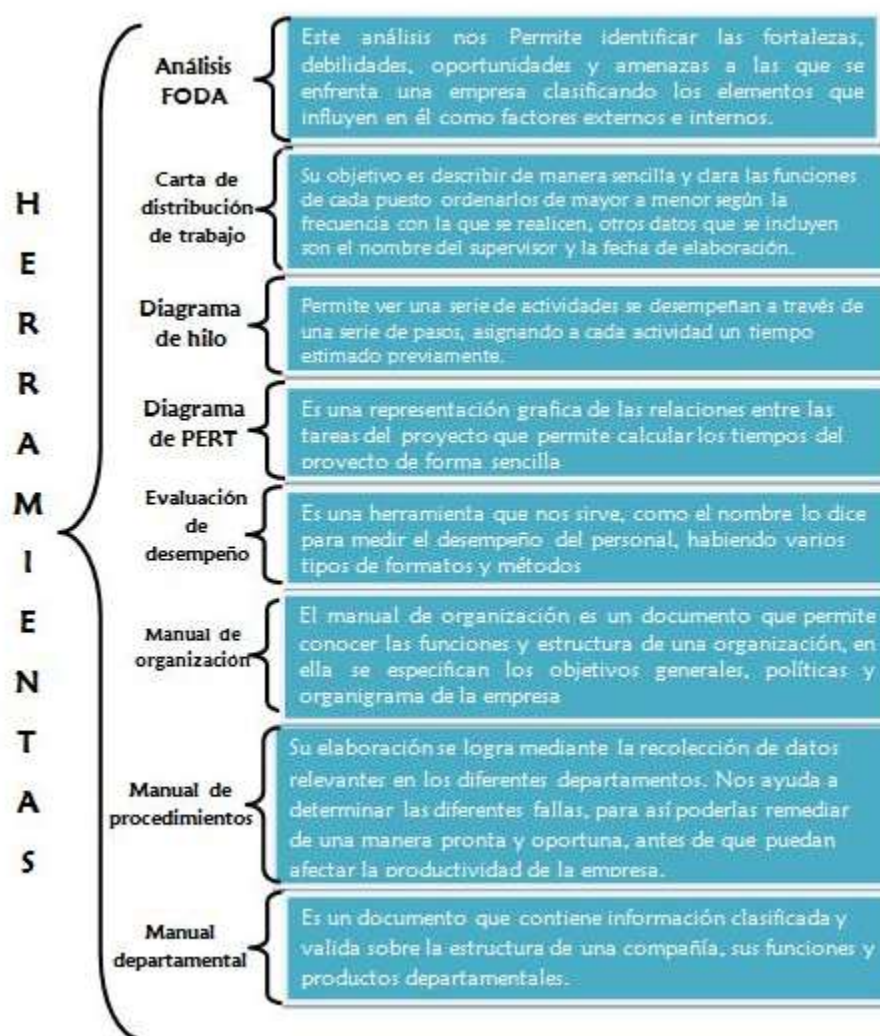 HERRAMIENTAS
Análisis
FODA
Este análisis nos Permite identificar las fortalezas,
debilidades, oportunidades y amenazas a las que se
enfrenta una empresa clasificando los elementos que
influyen en él como factores externos e internos.
Carta de
distribución
de trabajo
Su objetivo es describir de manera sencilla y clara las funciones
de cada puesto ordenarlos de mayor a menor según la
frecuencia con la que se realicen, otros datos que se incluyen
son el nombre del supervisor y la fecha de elaboración.
Diagrama
de hilo
Permite ver una serie de actividades se desempeñan a través de
una serie de pasos, asignando a cada actividad un tiempo
estimado previamente.
Diagrama
de PERT
Es una representación grafica de las relaciones entre las
tareas del proyecto que permite calcular los tiempos del
proyecto de forma sencilla
Evaluación
de
desempeño
Es una herramienta que nos sirve, como el nombre lo dice
para medir el desempeño del personal, habiendo varios
tipos de formatos y métodos
Manual de
organización
El manual de organización es un documento que permite
conocer las funciones y estructura de una organización, en
ella se especifican los objetivos generales, políticas y
organigrama de la empresa
Manual de
procedimientos
Su elaboración se logra mediante la recolección de datos
relevantes en los diferentes departamentos. Nos ayuda a
determinar las diferentes fallas, para así poderlas remediar
de una manera pronta y oportuna, antes de que puedan
afectar la productividad de la empresa.
Manual
departamental
Es un documento que contiene información clasificada y
valida sobre la estructura de una compañía, sus funciones y
productos departamentales.